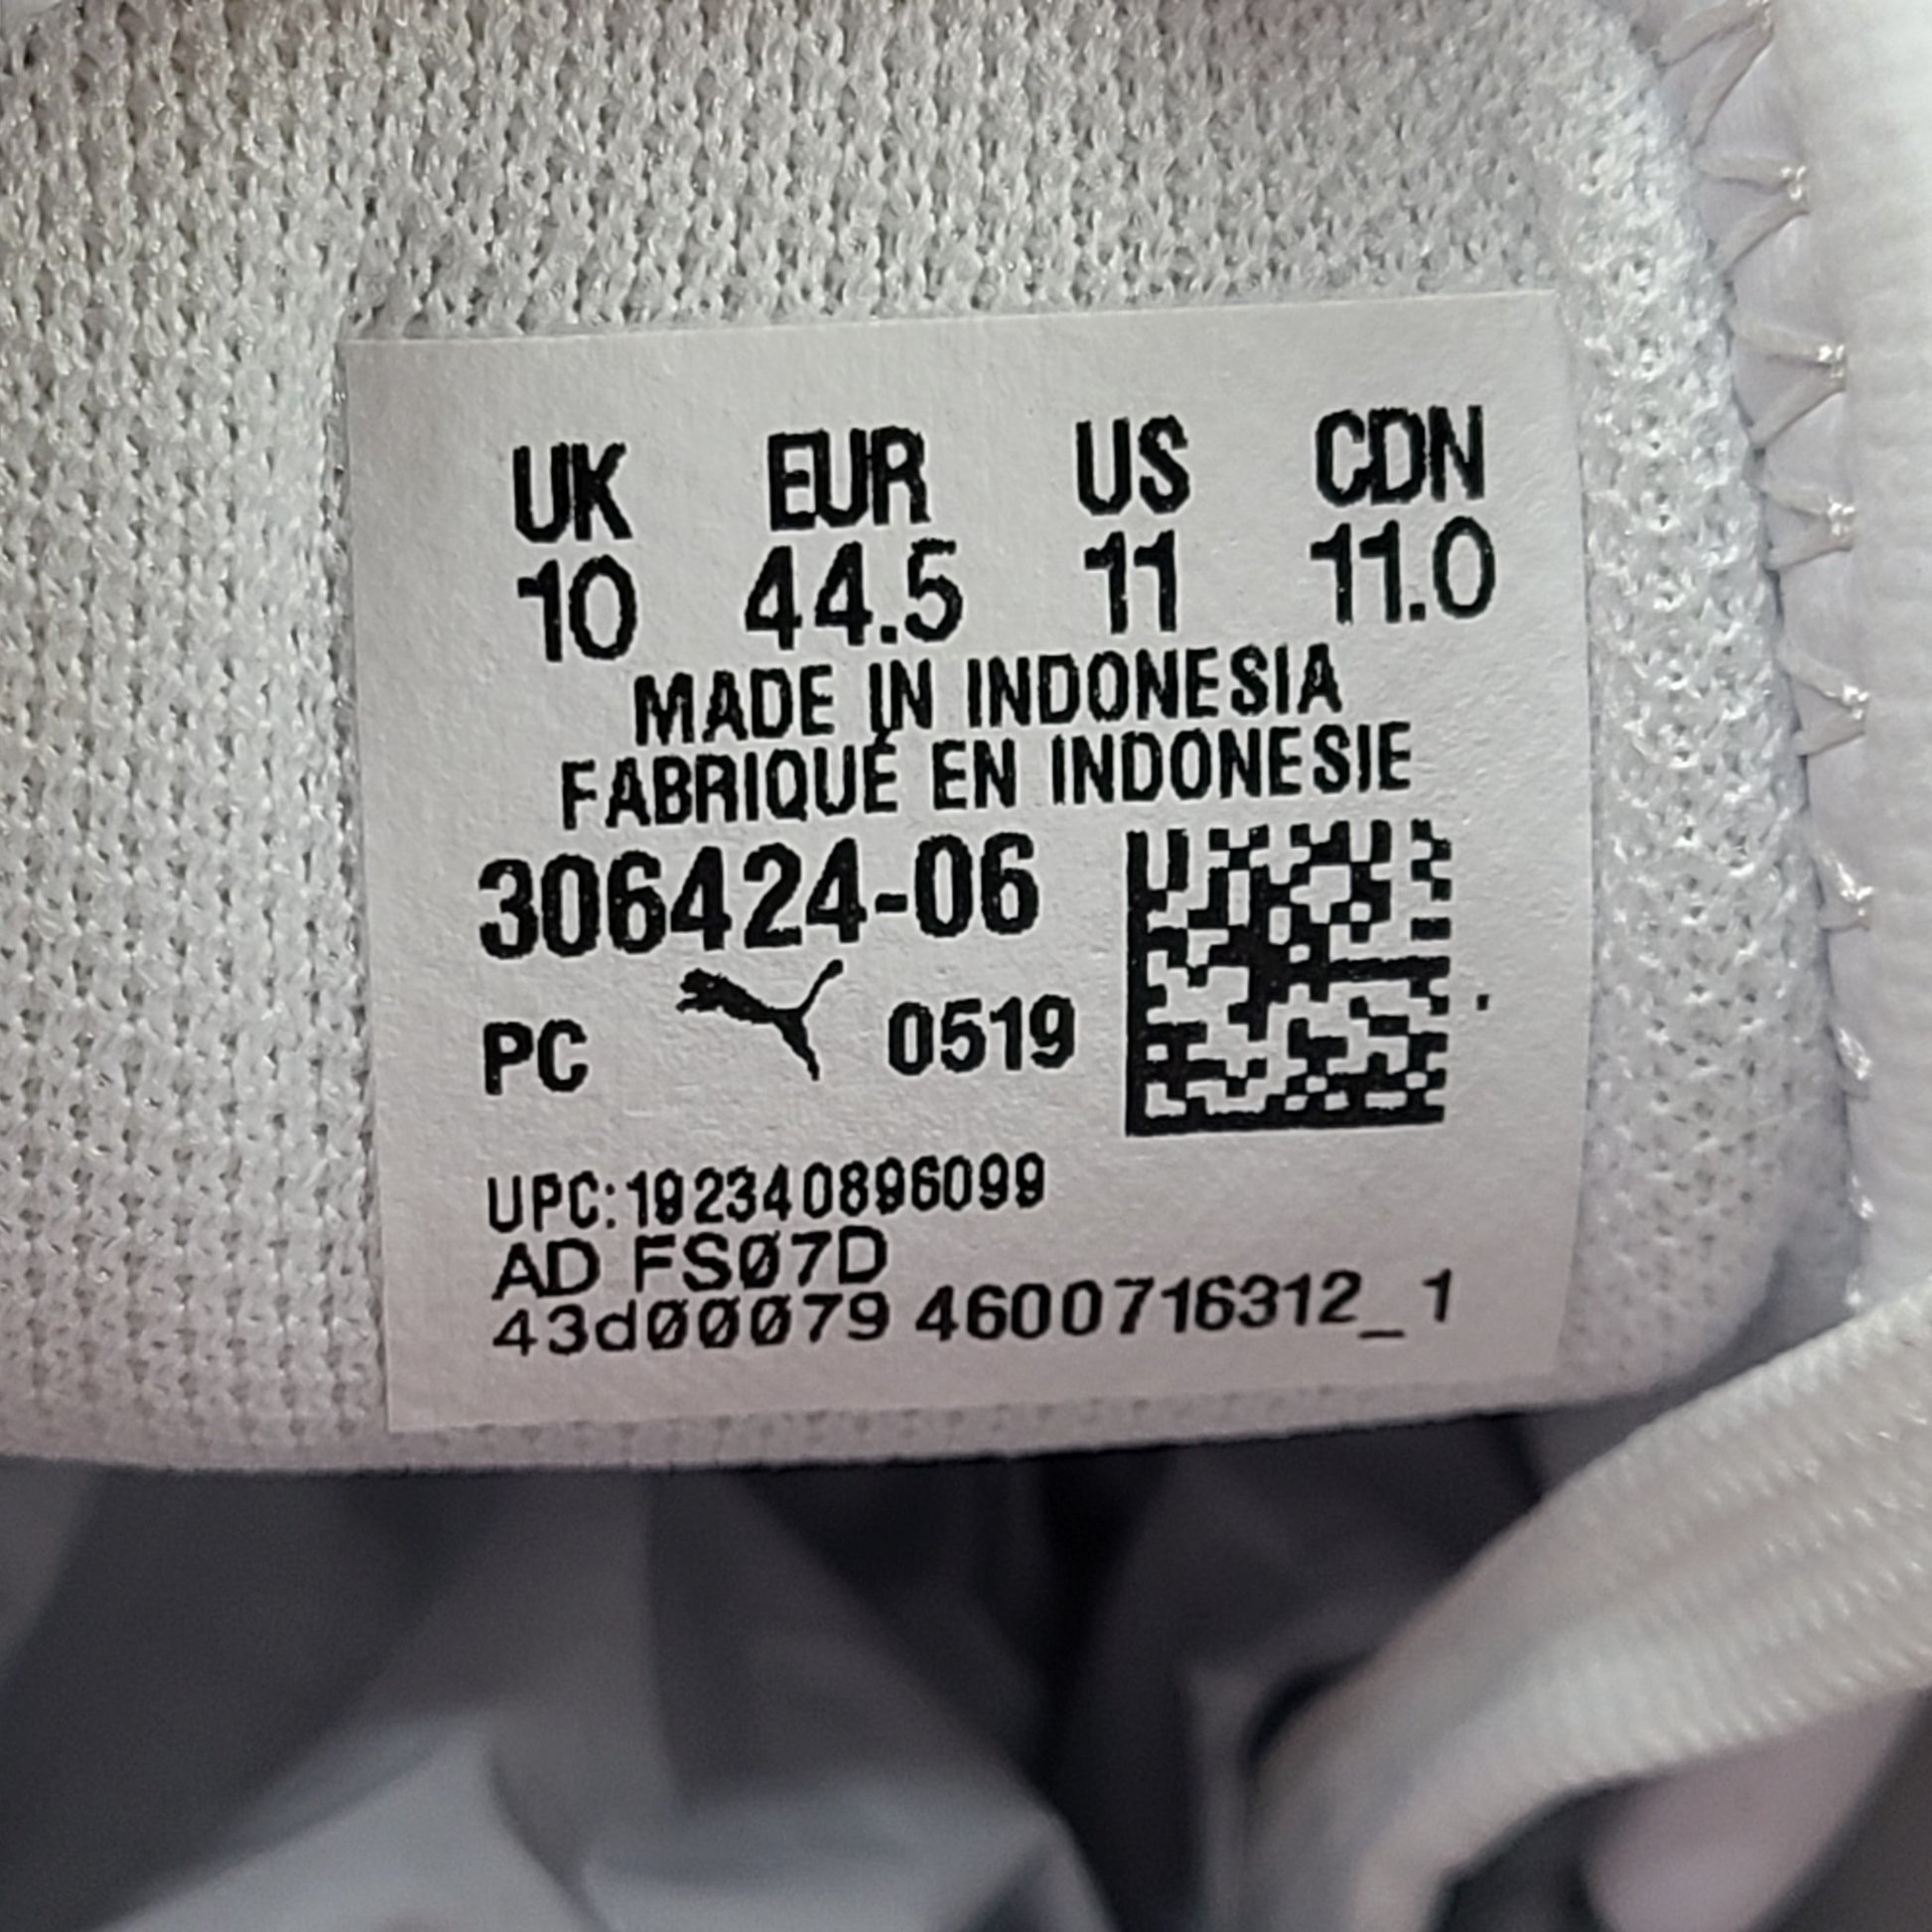 UK EUR US CDN
10 44.5 11 11.0
MADE IN INDONESIA
FABRIQUÉ EN INDONESIE
306424-06
PC 0519
UPC:192340896099
AD FS07D
43d00079 4600716312_1